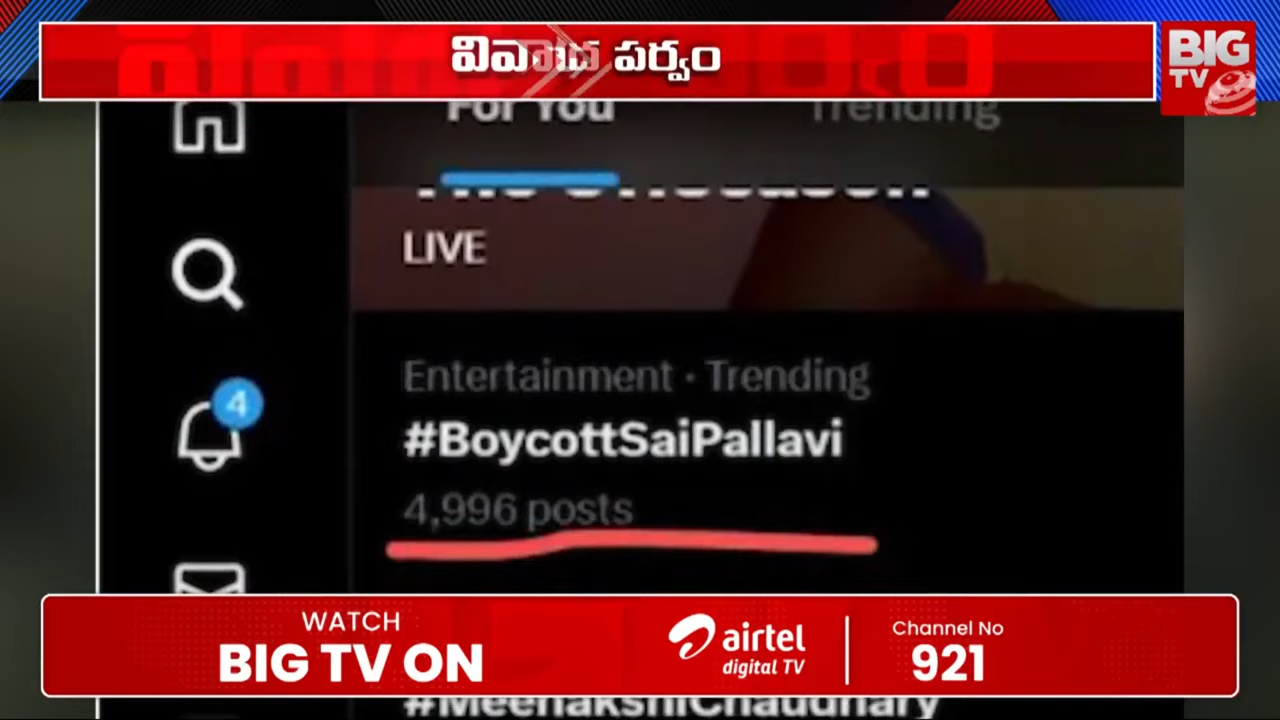 వివాద పర్వం
BIG
TV
For You
Trending
LIVE
Entertainment · Trending
#BoycottSaiPallavi
4,996 posts
4
WATCH
BIG TV ON
airtel
digital TV
Channel No
921
#MeenakshiChaudhary